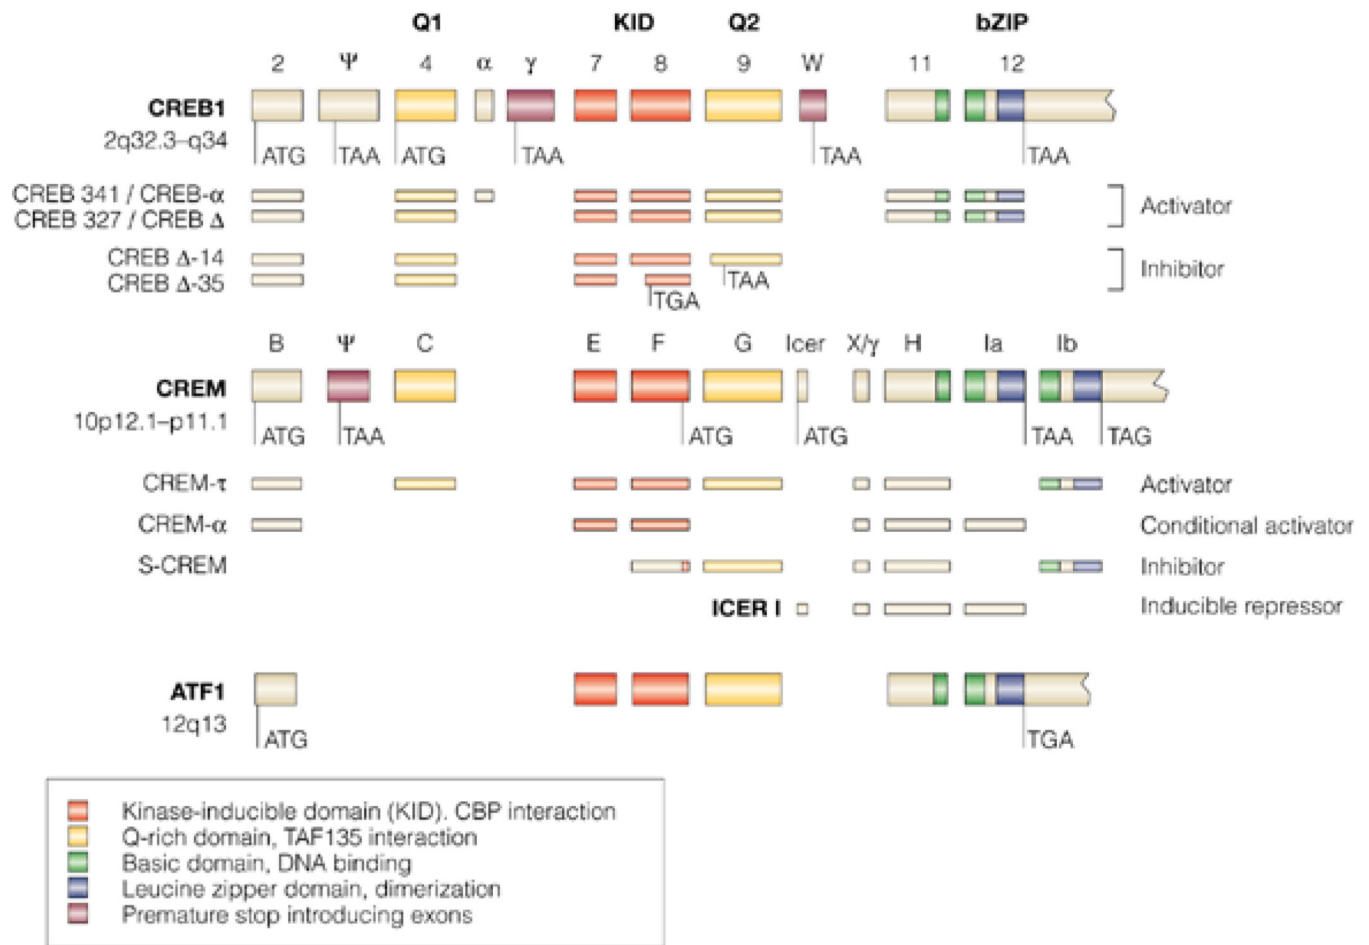 Q1 KID Q2 bZIP
2 Ψ 4 α γ 7 8 9 W 11 12
CREB1
2q32.3–q34
ATG TAA ATG TAA TAA TAA
CREB 341 / CREB-α
CREB 327 / CREB Δ
Activator
CREB Δ-14
CREB Δ-35
TAA
TGA
Inhibitor
B Ψ C E F G Icer X/γ H Ia Ib
CREM
10p12.1–p11.1
ATG TAA ATG ATG TAA TAG
CREM-τ Activator
CREM-α Conditional activator
S-CREM Inhibitor
ICER I Inducible repressor
ATF1
12q13
ATG TGA
Kinase-inducible domain (KID). CBP interaction
Q-rich domain, TAF135 interaction
Basic domain, DNA binding
Leucine zipper domain, dimerization
Premature stop introducing exons